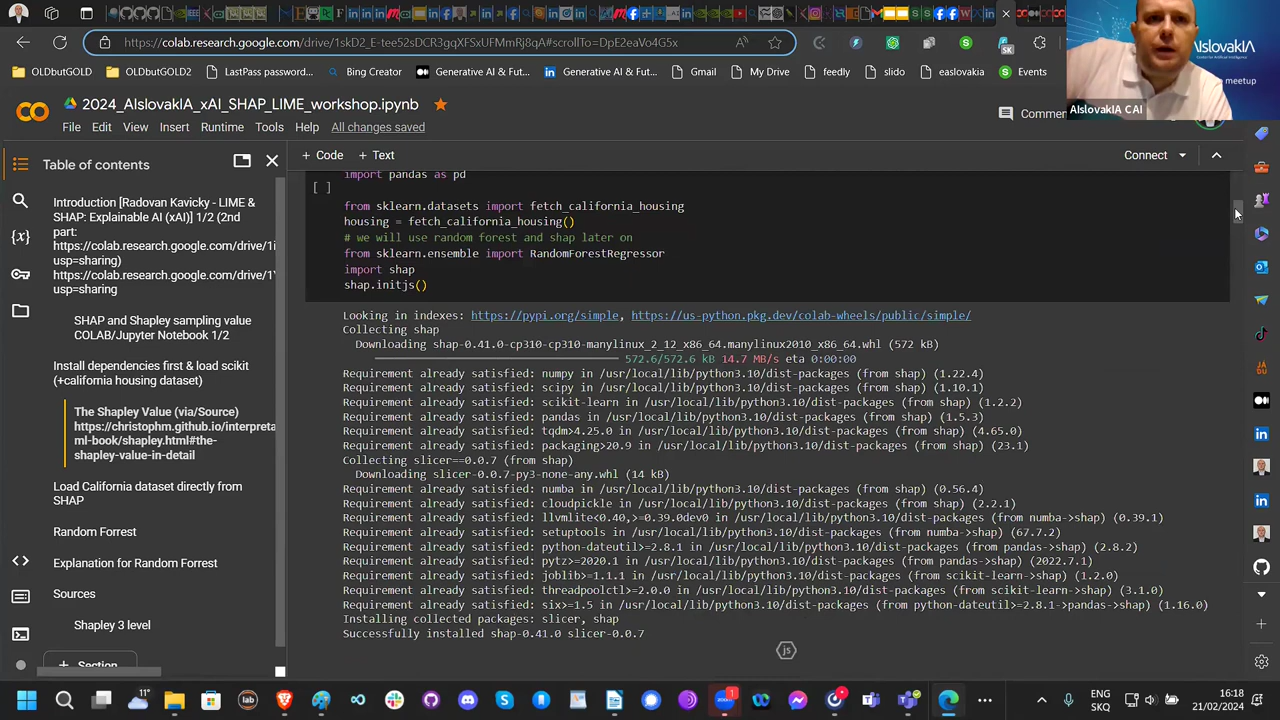 https://colab.research.google.com/drive/1skD2_E-tee52sDCR3gqXFSxUFMmRj8qA#scrollTo=DpE2eaVo4G5x
OLDbutGOLD
OLDbutGOLD2
LastPass password...
Bing Creator
Generative AI & Fut...
Generative AI & Fut...
Gmail
My Drive
feedly
slido
easlovakia
Events
AIslovakIA
meetup
AIslovakIA CAI
2024_AIslovakIA_xAI_SHAP_LIME_workshop.ipynb
File Edit View Insert Runtime Tools Help All changes saved
Comment
Table of contents
+ Code + Text
Connect
Introduction [Radovan Kavicky - LIME &
SHAP: Explainable AI (xAI)] 1/2 (2nd
part:
https://colab.research.google.com/drive/1i
usp=sharing)
https://colab.research.google.com/drive/1Y
usp=sharing)
SHAP and Shapley sampling value
COLAB/Jupyter Notebook 1/2
Install dependencies first & load scikit
(+california housing dataset)
The Shapley Value (via/Source)
https://christophm.github.io/interpreta
ml-book/shapley.html#the-
shapley-value-in-detail
Load California dataset directly from
SHAP
Random Forrest
Explanation for Random Forrest
Sources
Shapley 3 level
+ Section
import pandas as pd
[ ]
from sklearn.datasets import fetch_california_housing
housing = fetch_california_housing()
# we will use random forest and shap later on
from sklearn.ensemble import RandomForestRegressor
import shap
shap.initjs()
Looking in indexes: https://pypi.org/simple, https://us-python.pkg.dev/colab-wheels/public/simple/
Collecting shap
Downloading shap-0.41.0-cp310-cp310-manylinux_2_12_x86_64.manylinux2010_x86_64.whl (572 kB)
572.6/572.6 kB 14.7 MB/s eta 0:00:00
Requirement already satisfied: numpy in /usr/local/lib/python3.10/dist-packages (from shap) (1.22.4)
Requirement already satisfied: scipy in /usr/local/lib/python3.10/dist-packages (from shap) (1.10.1)
Requirement already satisfied: scikit-learn in /usr/local/lib/python3.10/dist-packages (from shap) (1.2.2)
Requirement already satisfied: pandas in /usr/local/lib/python3.10/dist-packages (from shap) (1.5.3)
Requirement already satisfied: tqdm>4.25.0 in /usr/local/lib/python3.10/dist-packages (from shap) (4.65.0)
Requirement already satisfied: packaging>20.9 in /usr/local/lib/python3.10/dist-packages (from shap) (23.1)
Collecting slicer==0.0.7 (from shap)
Downloading slicer-0.0.7-py3-none-any.whl (14 kB)
Requirement already satisfied: numba in /usr/local/lib/python3.10/dist-packages (from shap) (0.56.4)
Requirement already satisfied: cloudpickle in /usr/local/lib/python3.10/dist-packages (from shap) (2.2.1)
Requirement already satisfied: llvmlite<0.40,>=0.39.0dev0 in /usr/local/lib/python3.10/dist-packages (from numba->shap) (0.39.1)
Requirement already satisfied: setuptools in /usr/local/lib/python3.10/dist-packages (from numba->shap) (67.7.2)
Requirement already satisfied: python-dateutil>=2.8.1 in /usr/local/lib/python3.10/dist-packages (from pandas->shap) (2.8.2)
Requirement already satisfied: pytz>=2020.1 in /usr/local/lib/python3.10/dist-packages (from pandas->shap) (2022.7.1)
Requirement already satisfied: joblib>=1.1.1 in /usr/local/lib/python3.10/dist-packages (from scikit-learn->shap) (1.2.0)
Requirement already satisfied: threadpoolctl>=2.0.0 in /usr/local/lib/python3.10/dist-packages (from scikit-learn->shap) (3.1.0)
Requirement already satisfied: six>=1.5 in /usr/local/lib/python3.10/dist-packages (from python-dateutil>=2.8.1->pandas->shap) (1.16.0)
Installing collected packages: slicer, shap
Successfully installed shap-0.41.0 slicer-0.0.7
js
11°
ENG
SKQ
16:18
21/02/2024